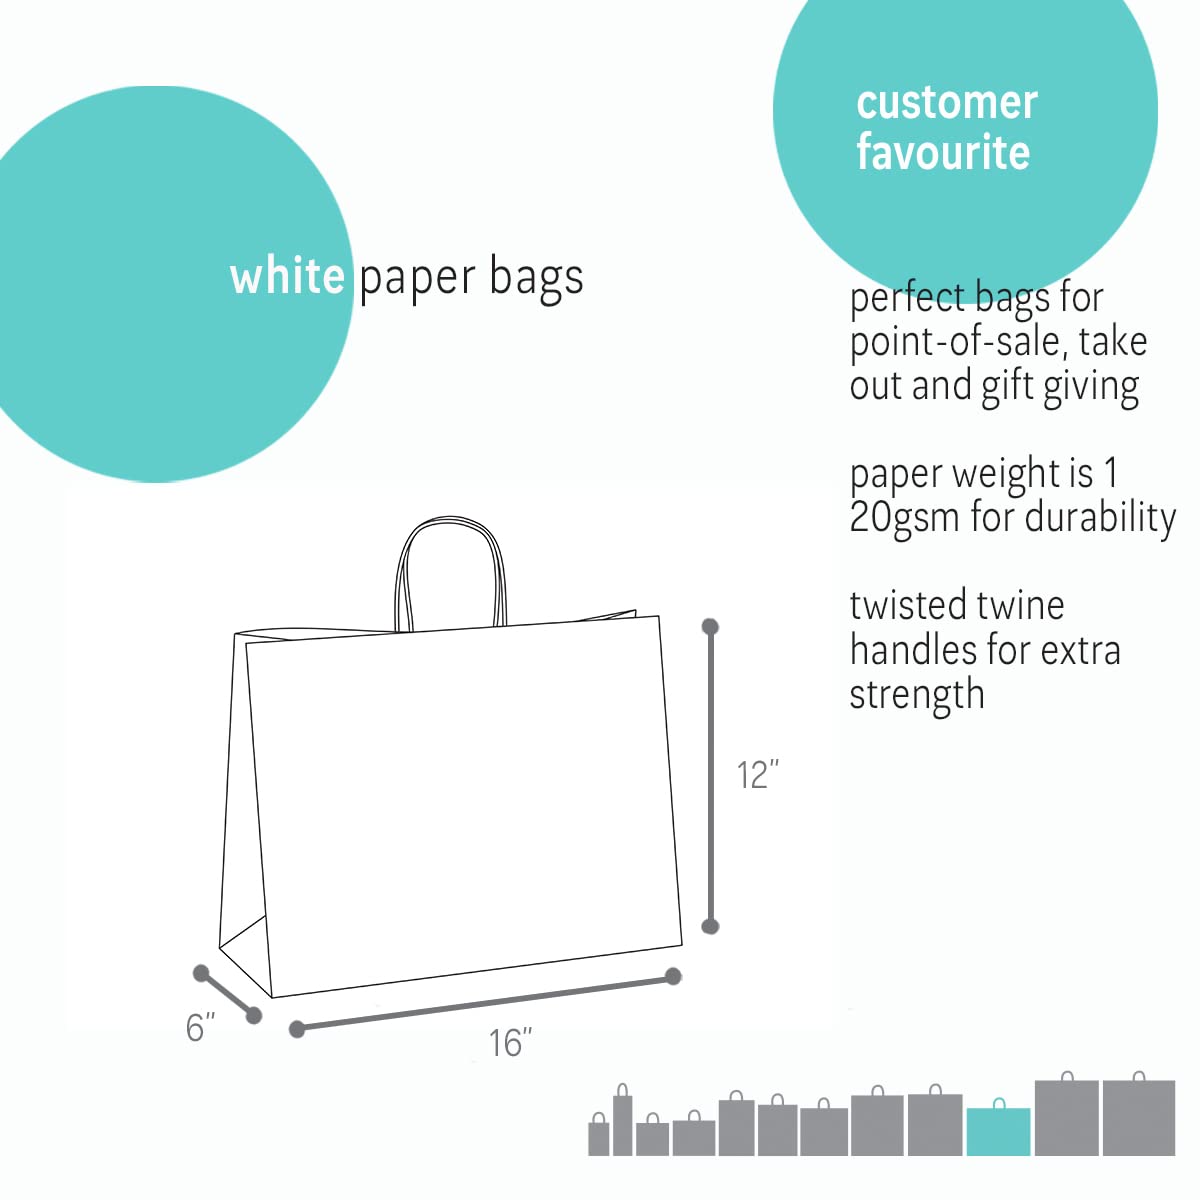 customer
favourite
white paper bags
perfect bags for
point-of-sale, take
out and gift giving
paper weight is 1
20gsm for durability
twisted twine
handles for extra
strength
12"
6"
16"